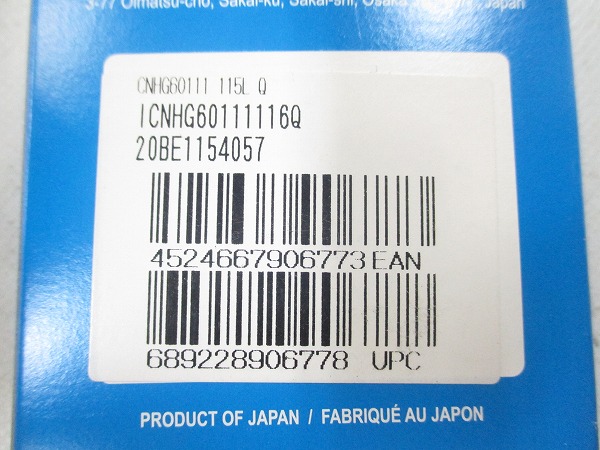 3-77 Oimatsu-cho, Sakai-ku, Sakai-shi, Osaka Japan
CNHG60111 115L Q
ICNHG60111116Q
20BE1154057
4524667906773 EAN
689228906778 UPC
PRODUCT OF JAPAN / FABRIQUÉ AU JAPON